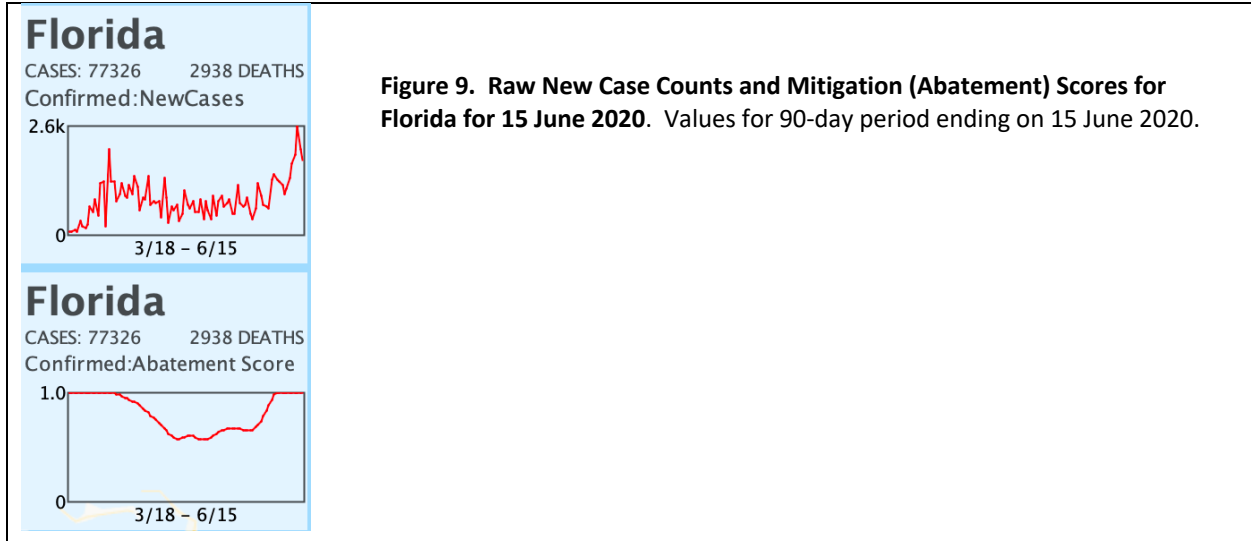 Florida
CASES: 77326 2938 DEATHS
Confirmed:NewCases
2.6k
0
3/18 – 6/15
Florida
CASES: 77326 2938 DEATHS
Confirmed:Abatement Score
1.0
0
3/18 – 6/15
Figure 9. Raw New Case Counts and Mitigation (Abatement) Scores for
Florida for 15 June 2020. Values for 90-day period ending on 15 June 2020.